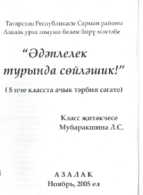 Татарстан Республикасы Сарман районы
Азалак урта гомуми белем бирү мәктәбе
"Әдәплелек
турында сөйләшик!"
( 5 нче класста ачык тәрбия сәгате)
Класс җитәкчесе
Мубаракшина Л.С.
АЗАЛАК
Ноябрь, 2005 ел